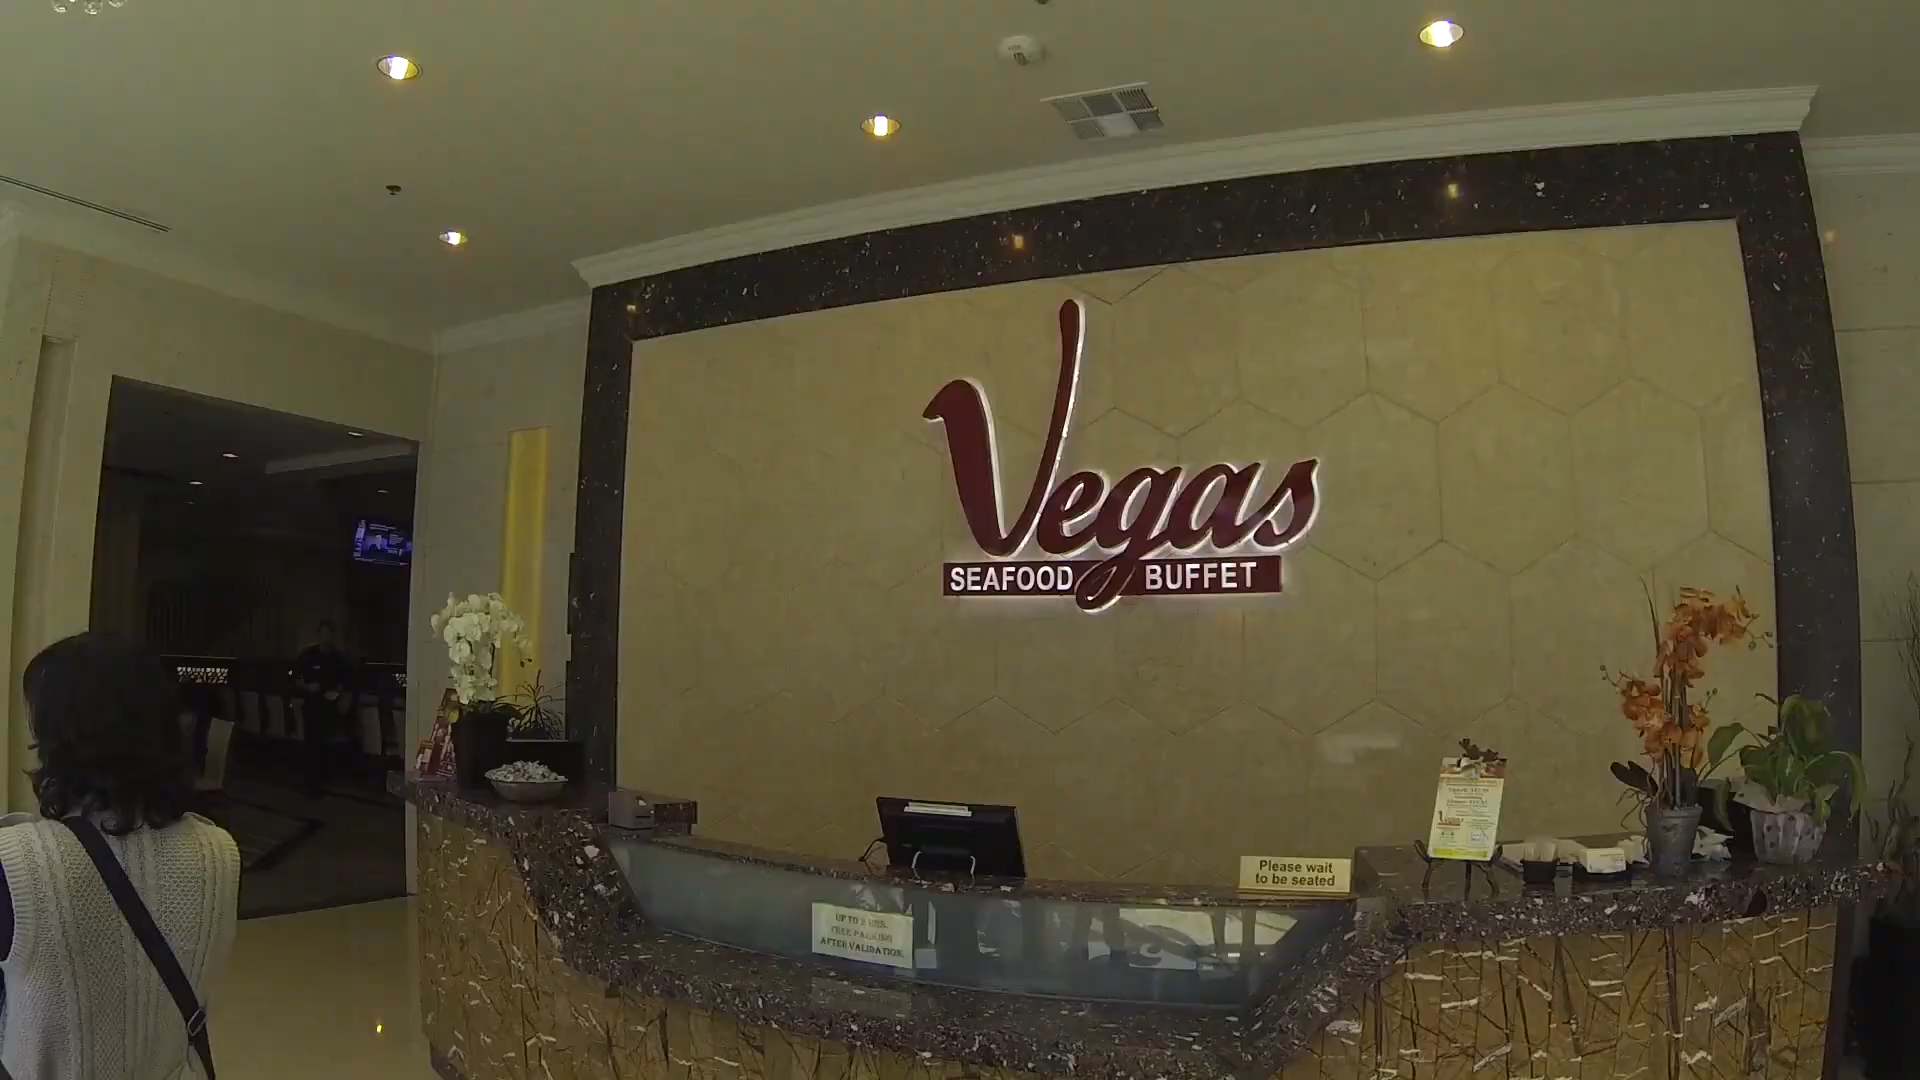 Vegas
SEAFOOD BUFFET
Please wait
to be seated
UP TO 2 HRS.
FREE PARKING
AFTER VALIDATION.